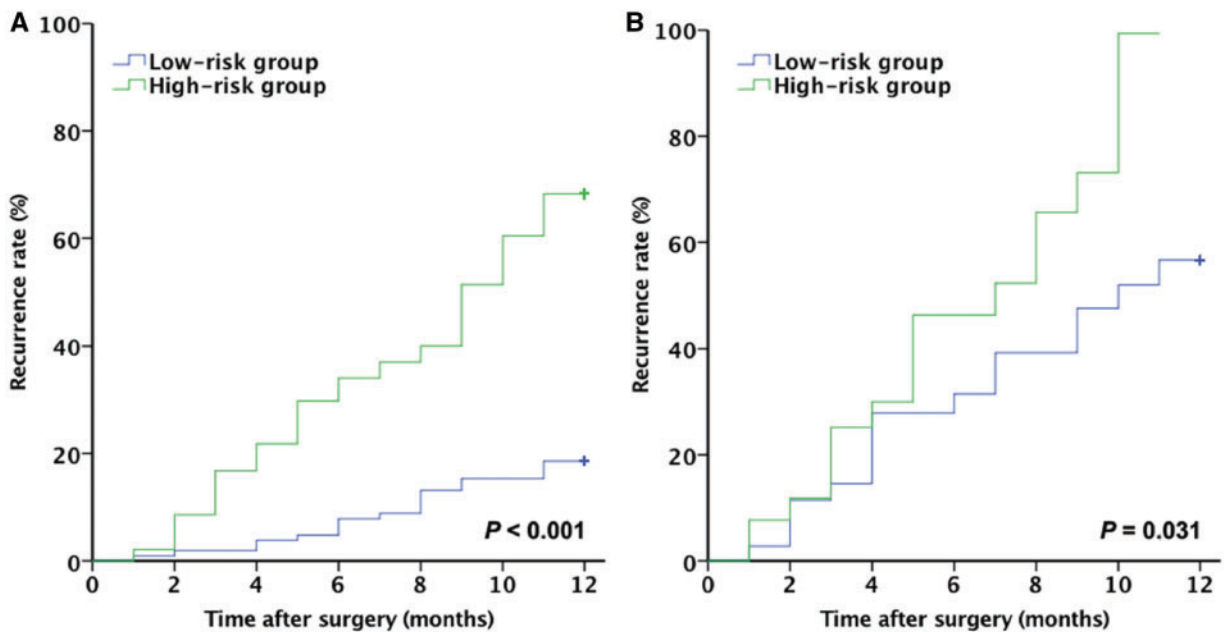 A
Low-risk group
High-risk group
100
80
60
40
20
0
Recurrence rate (%)
P < 0.001
0 2 4 6 8 10 12
Time after surgery (months)
B
Low-risk group
High-risk group
100
80
60
40
20
0
Recurrence rate (%)
P = 0.031
0 2 4 6 8 10 12
Time after surgery (months)